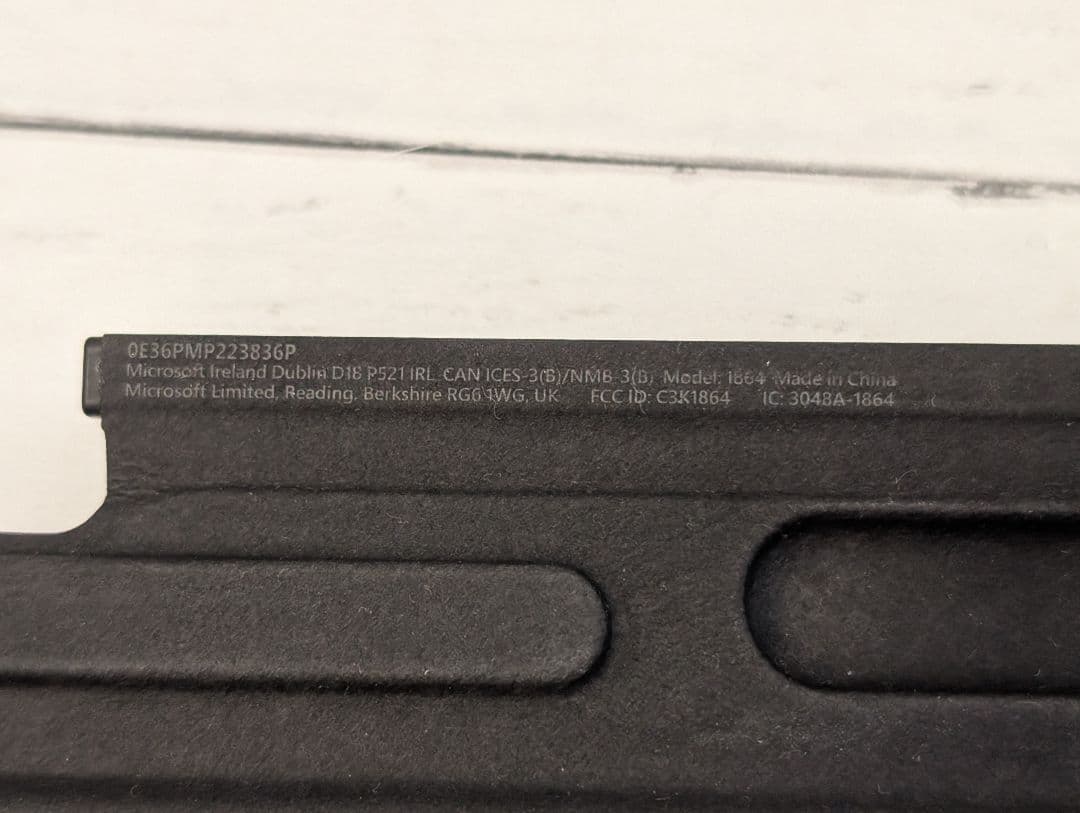 0E36PMP223836P
Microsoft Ireland Dublin D18 P521 IRL CAN ICES-3(B)/NMB-3(B) Model: 1864 Made in China
Microsoft Limited, Reading, Berkshire RG6 1WG, UK FCC ID: C3K1864 IC: 3048A-1864